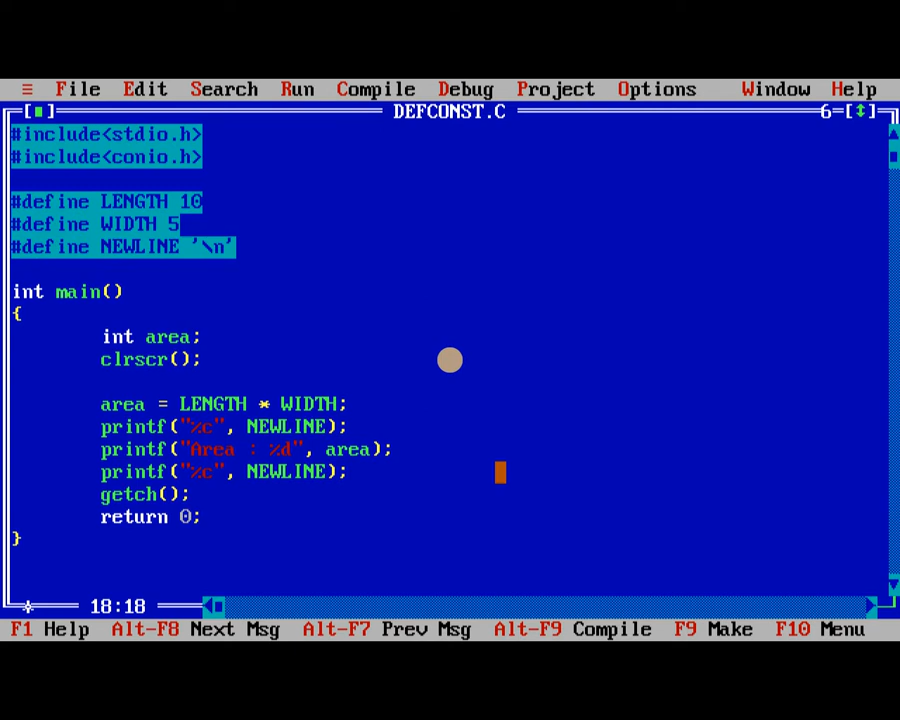 ≡ File Edit Search Run Compile Debug Project Options Window Help
DEFCONST.C 6=[↕]
#include<stdio.h>
#include<conio.h>
#define LENGTH 10
#define WIDTH 5
#define NEWLINE '\n'
int main()
{
int area;
clrscr();
area = LENGTH * WIDTH;
printf("%c", NEWLINE);
printf("Area : %d", area);
printf("%c", NEWLINE);
getch();
return 0;
}
18:18
F1 Help Alt-F8 Next Msg Alt-F7 Prev Msg Alt-F9 Compile F9 Make F10 Menu